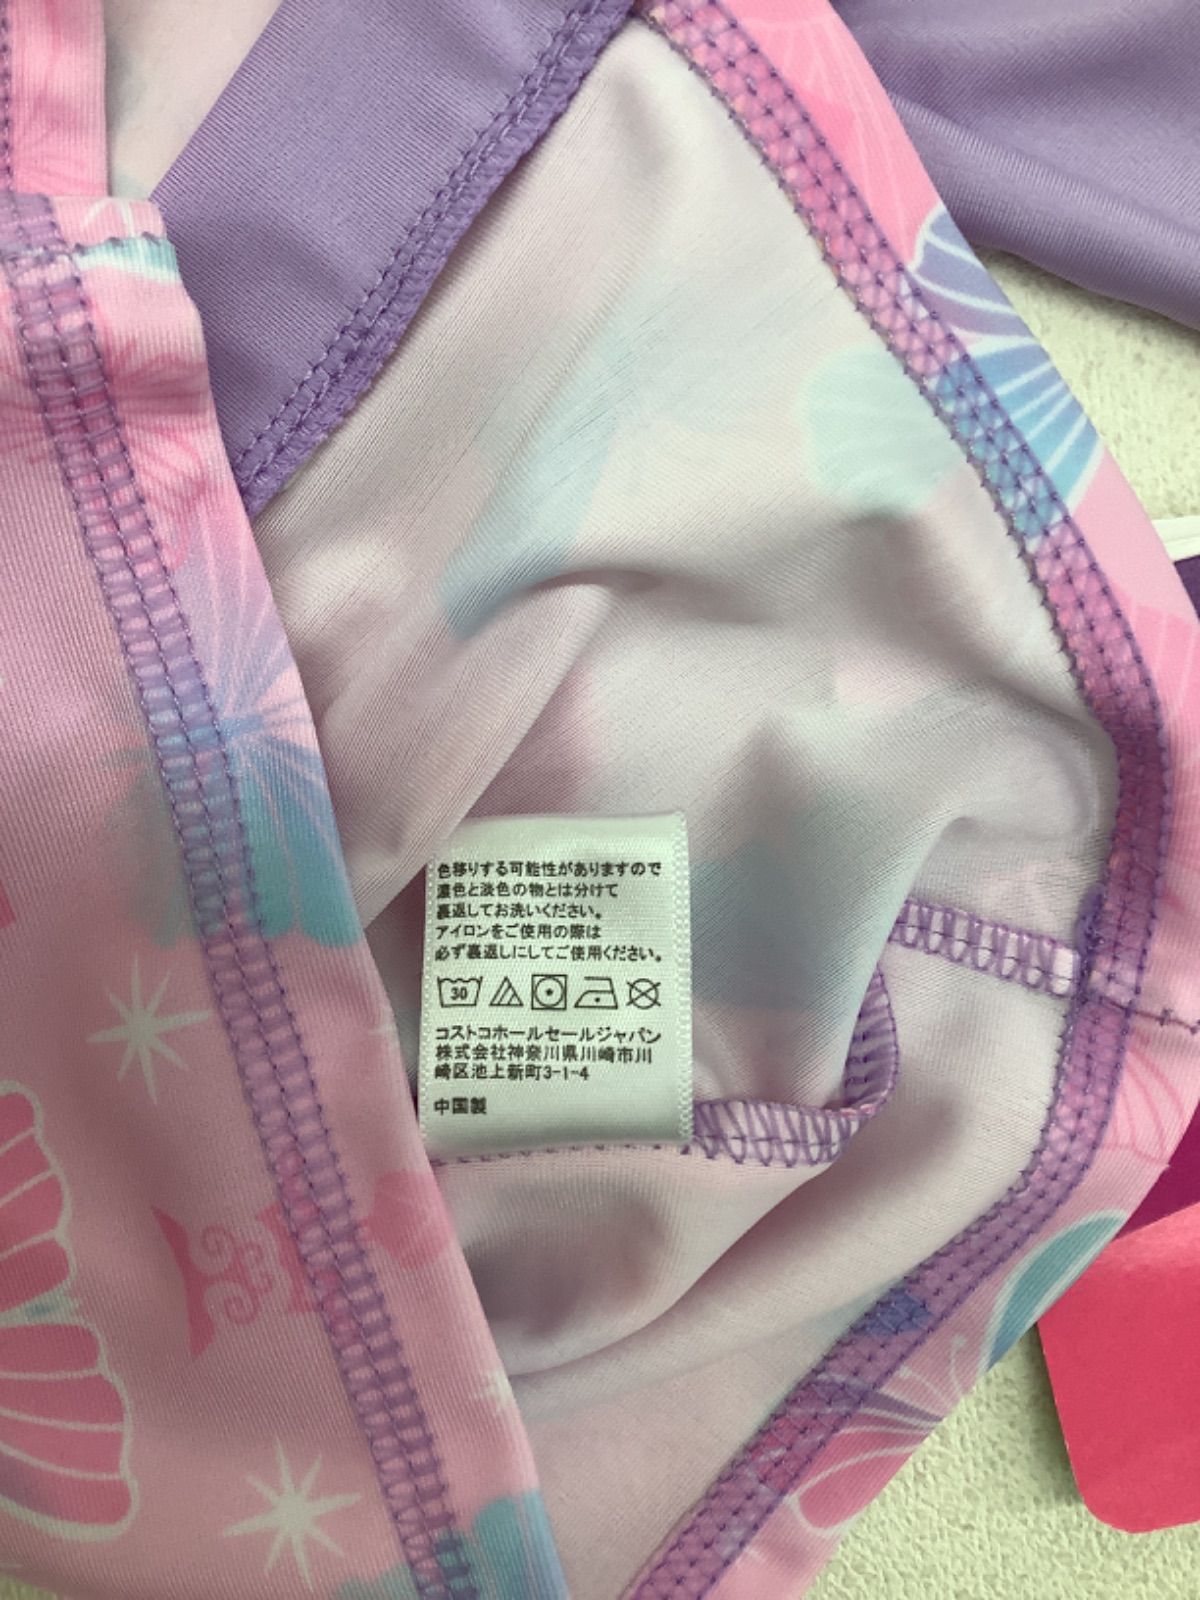 色移りする可能性がありますので
濃色と淡色の物とは分けて
裏返してお洗いください。
アイロンをご使用の際は
必ず裏返しにしてご使用ください。
30
コストコホールセールジャパン
株式会社神奈川県川崎市川
崎区池上新町3-1-4
中国製